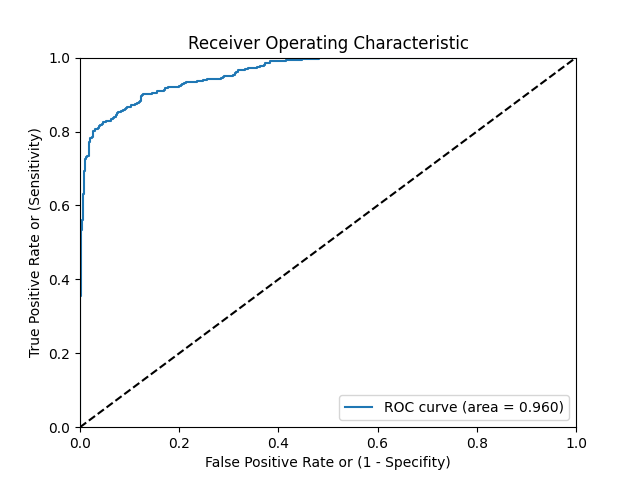 Receiver Operating Characteristic
True Positive Rate or (Sensitivity)
1.0
0.8
0.6
0.4
0.2
0.0
ROC curve (area = 0.960)
0.0 0.2 0.4 0.6 0.8 1.0
False Positive Rate or (1 - Specifity)